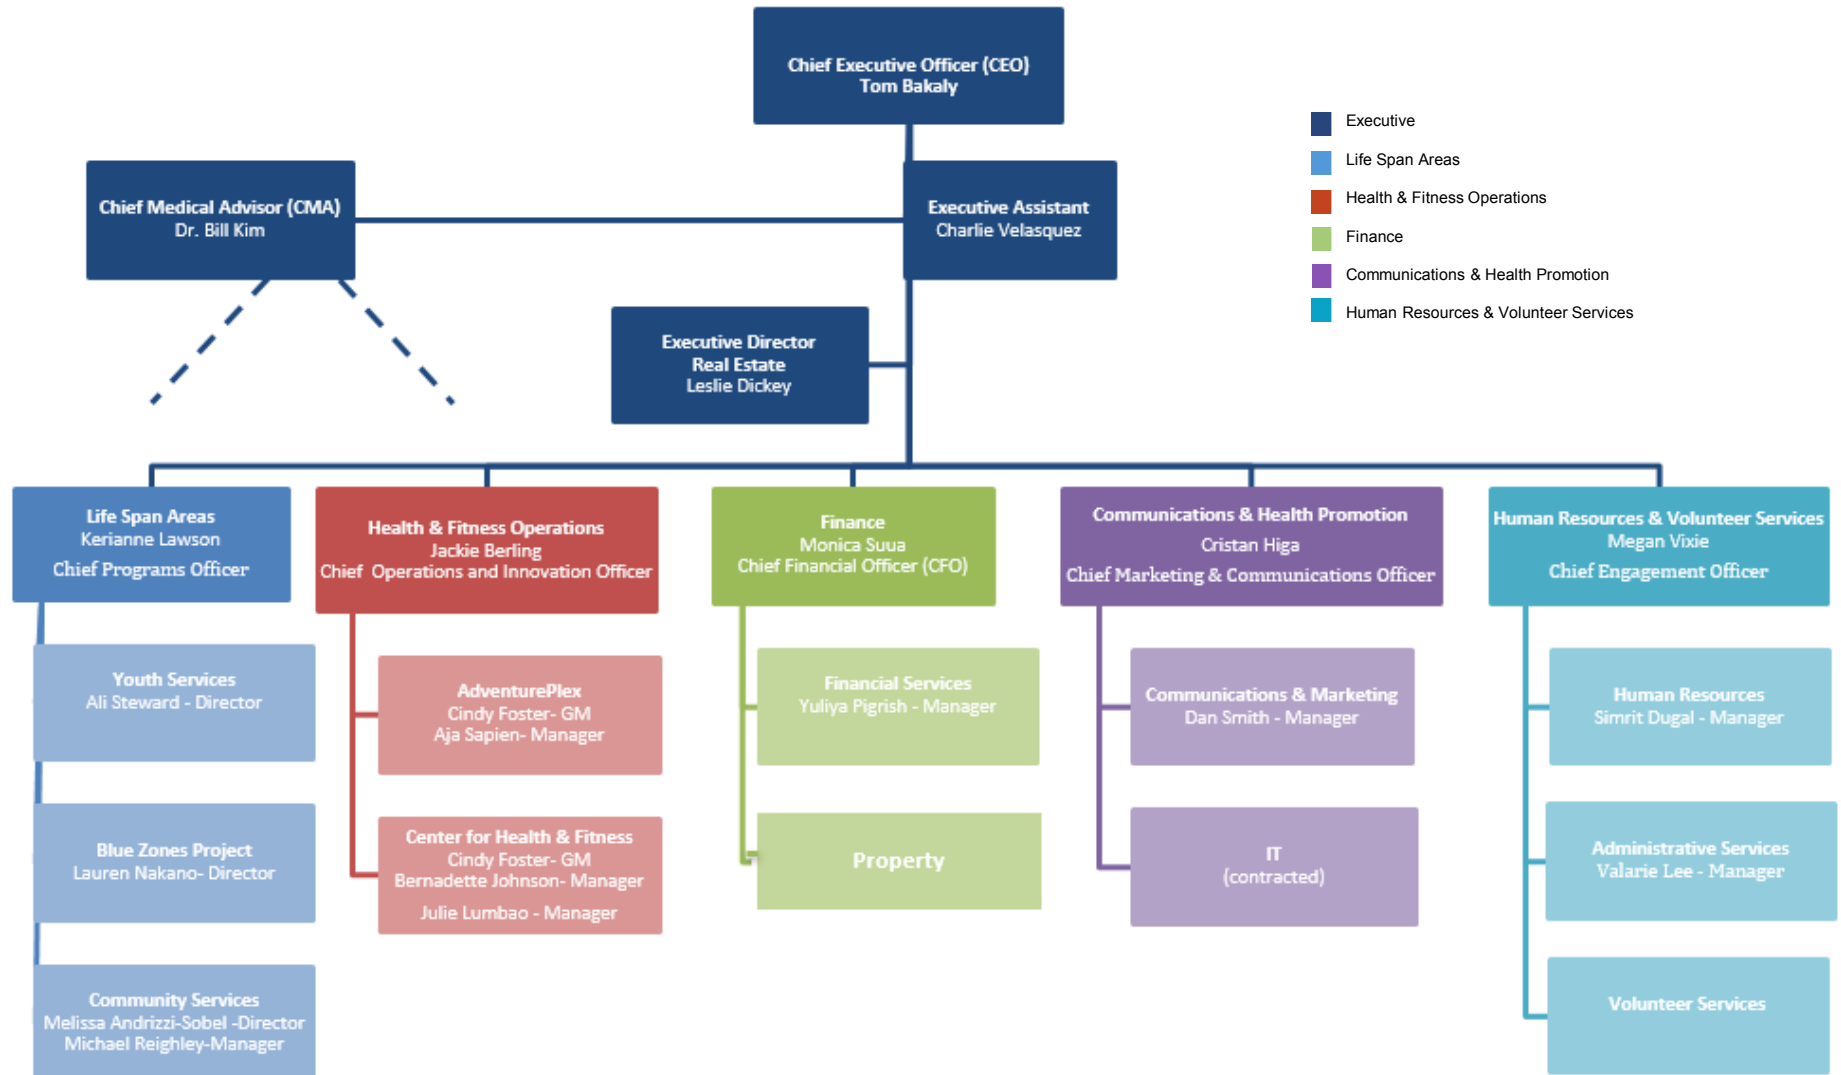 Chief Executive Officer (CEO)
Tom Bakaly
Executive
Life Span Areas
Health & Fitness Operations
Finance
Communications & Health Promotion
Human Resources & Volunteer Services
Chief Medical Advisor (CMA)
Dr. Bill Kim
Executive Assistant
Charlie Velasquez
Executive Director
Real Estate
Leslie Dickey
Life Span Areas
Kerianne Lawson
Chief Programs Officer
Health & Fitness Operations
Jackie Berling
Chief Operations and Innovation Officer
Finance
Monica Suua
Chief Financial Officer (CFO)
Communications & Health Promotion
Cristan Higa
Chief Marketing & Communications Officer
Human Resources & Volunteer Services
Megan Vixie
Chief Engagement Officer
Youth Services
Ali Steward - Director
AdventurePlex
Cindy Foster- GM
Aja Sapien- Manager
Financial Services
Yuliya Pigrish - Manager
Communications & Marketing
Dan Smith - Manager
Human Resources
Simrit Dugal - Manager
Blue Zones Project
Lauren Nakano- Director
Center for Health & Fitness
Cindy Foster- GM
Bernadette Johnson- Manager
Julie Lumbao - Manager
Property
IT
(contracted)
Administrative Services
Valarie Lee - Manager
Community Services
Melissa Andrizzi-Sobel -Director
Michael Reighley-Manager
Volunteer Services